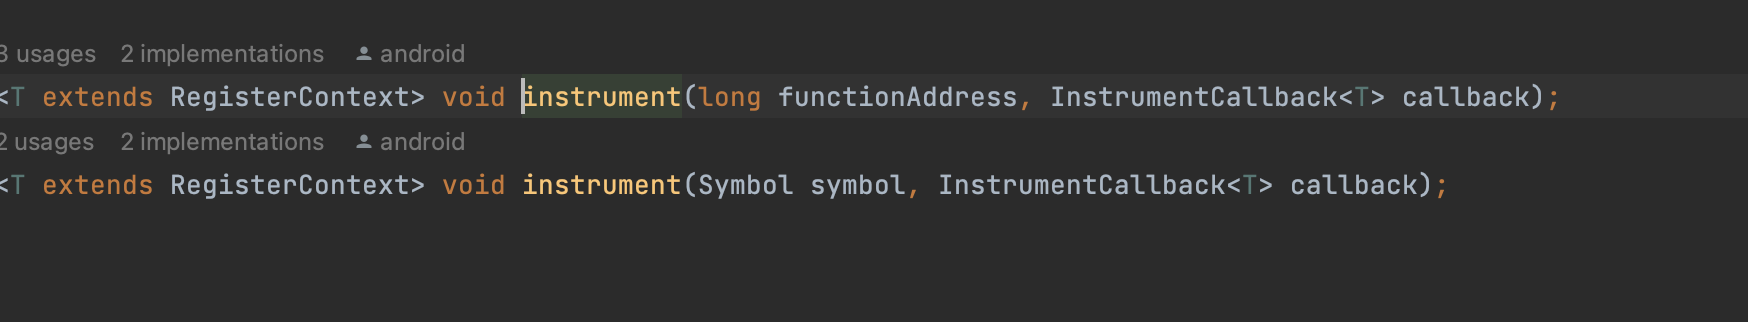 3 usages 2 implementations android
<T extends RegisterContext> void instrument(long functionAddress, InstrumentCallback<T> callback);
2 usages 2 implementations android
<T extends RegisterContext> void instrument(Symbol symbol, InstrumentCallback<T> callback);